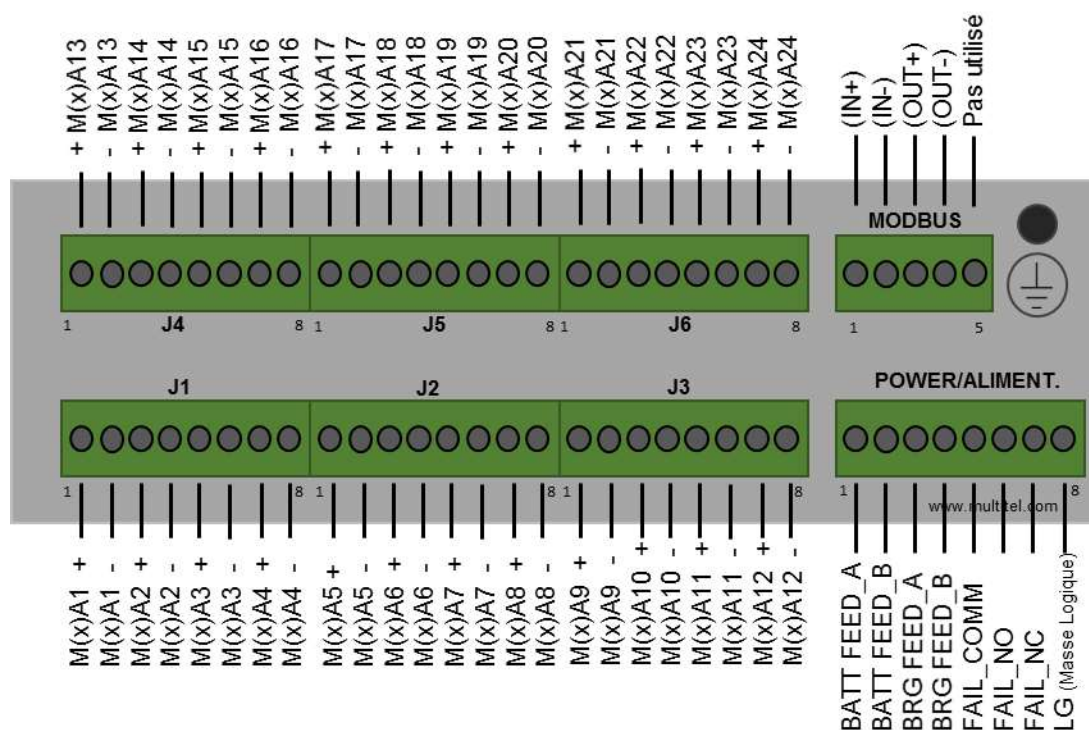 + M(x)A13
- M(x)A13
+ M(x)A14
- M(x)A14
+ M(x)A15
- M(x)A15
+ M(x)A16
- M(x)A16
+ M(x)A17
- M(x)A17
+ M(x)A18
- M(x)A18
+ M(x)A19
- M(x)A19
+ M(x)A20
- M(x)A20
+ M(x)A21
- M(x)A21
+ M(x)A22
- M(x)A22
+ M(x)A23
- M(x)A23
+ M(x)A24
- M(x)A24
(IN+)
(IN-)
(OUT+)
(OUT-)
Pas utilisé
MODBUS
1 J4 8
1 J5 8
1 J6 8
1 5
J1
J2
J3
POWER/ALIMENT.
1 8
1 8
1 8
1 8
www.multitel.com
M(x)A1 +
M(x)A1 -
M(x)A2 +
M(x)A2 -
M(x)A3 +
M(x)A3 -
M(x)A4 +
M(x)A4 -
M(x)A5 +
M(x)A5 -
M(x)A6 +
M(x)A6 -
M(x)A7 +
M(x)A7 -
M(x)A8 +
M(x)A8 -
M(x)A9 +
M(x)A9 -
M(x)A10 +
M(x)A10 -
M(x)A11 +
M(x)A11 -
M(x)A12 +
M(x)A12 -
BATT FEED_A
BATT FEED_B
BRG FEED_A
BRG FEED_B
FAIL_COMM
FAIL_NO
FAIL_NC
LG (Masse Logique)